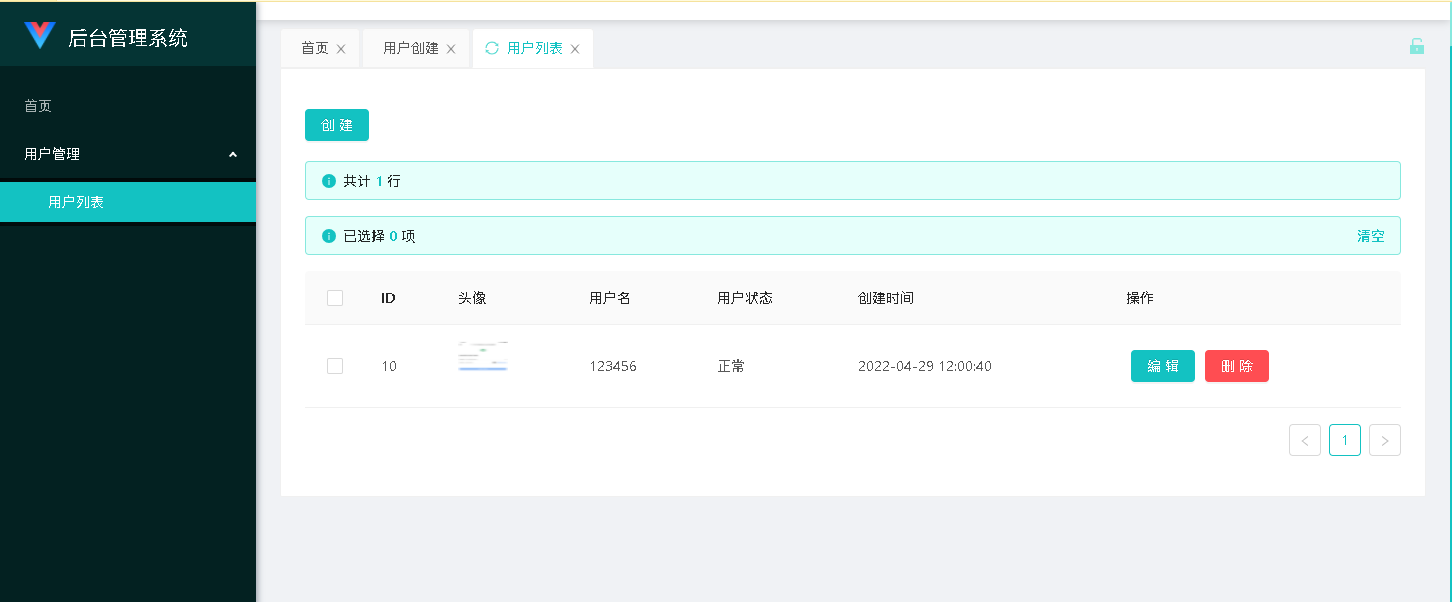 后台管理系统
首页
用户管理
用户列表
首页 用户创建 用户列表
创 建
共计 1 行
已选择 0 项 清空
ID 头像 用户名 用户状态 创建时间 操作
10 123456 正常 2022-04-29 12:00:40 编 辑 删 除
1